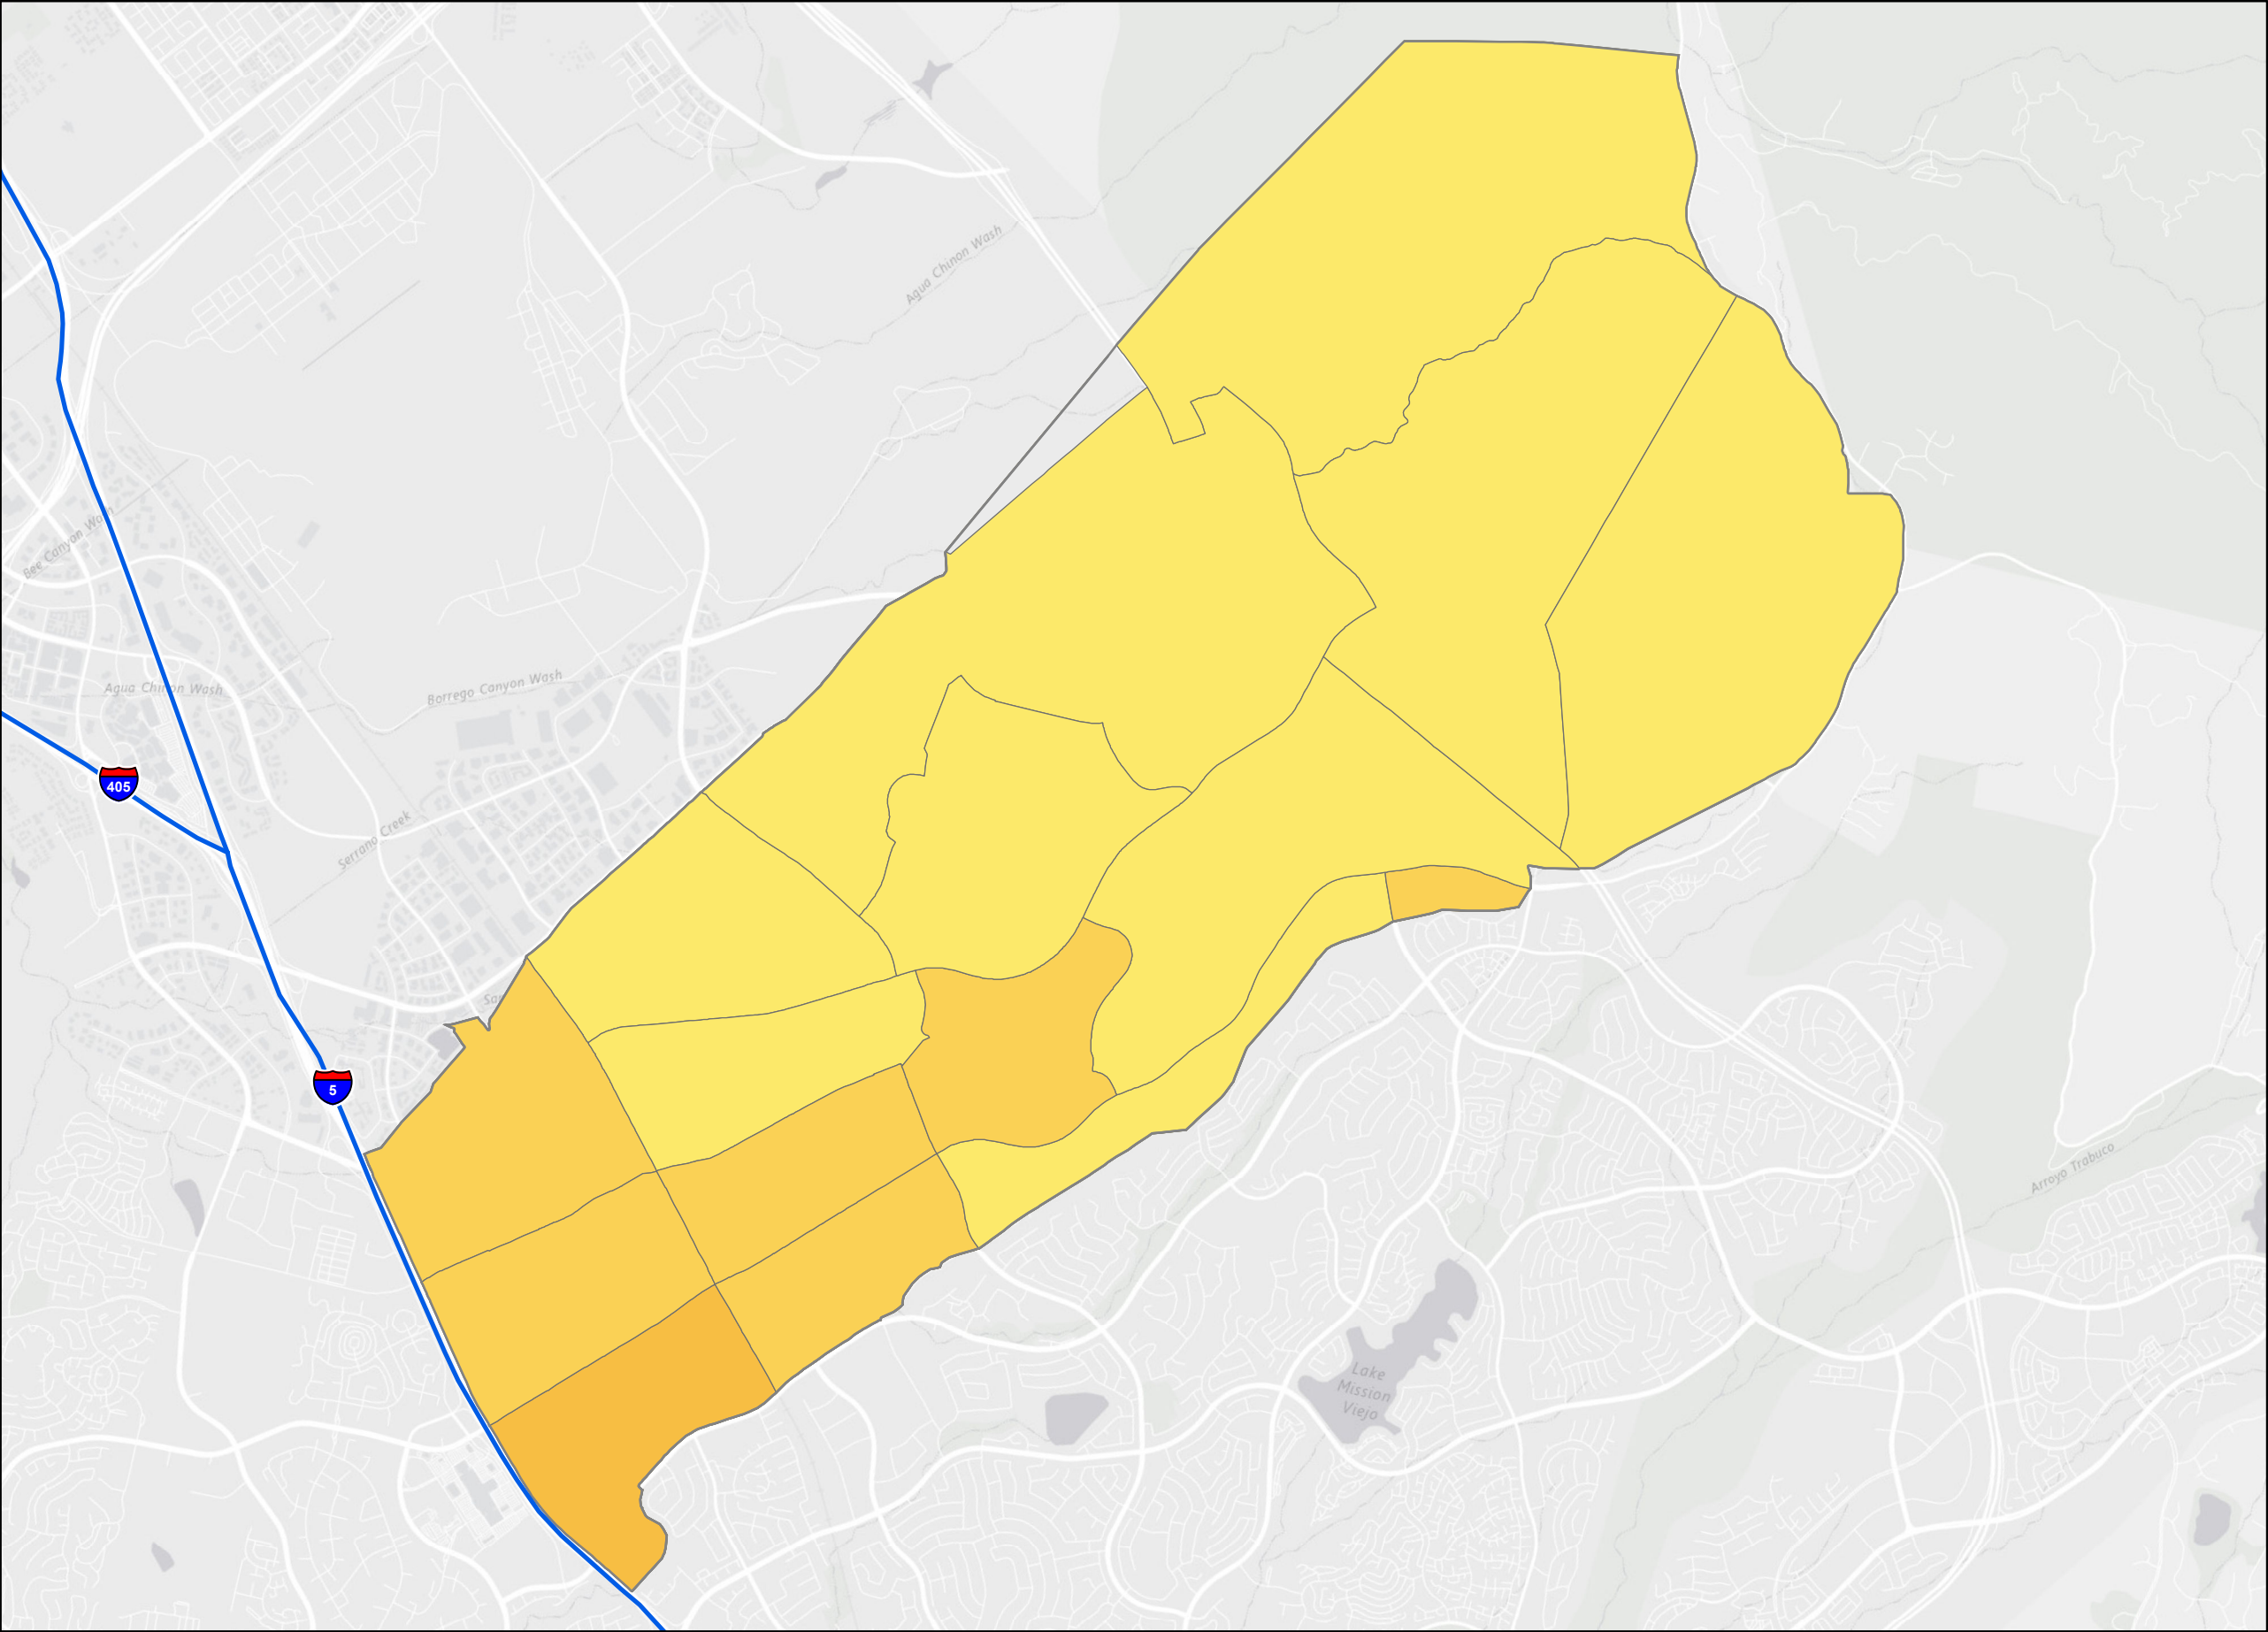 Agua Chinon Wash
Bee Canyon Wash
Agua Chinon Wash
Borrego Canyon Wash
405
Serrano Creek
San
5
Arroyo Trabuco
Lake
Mission
Viejo